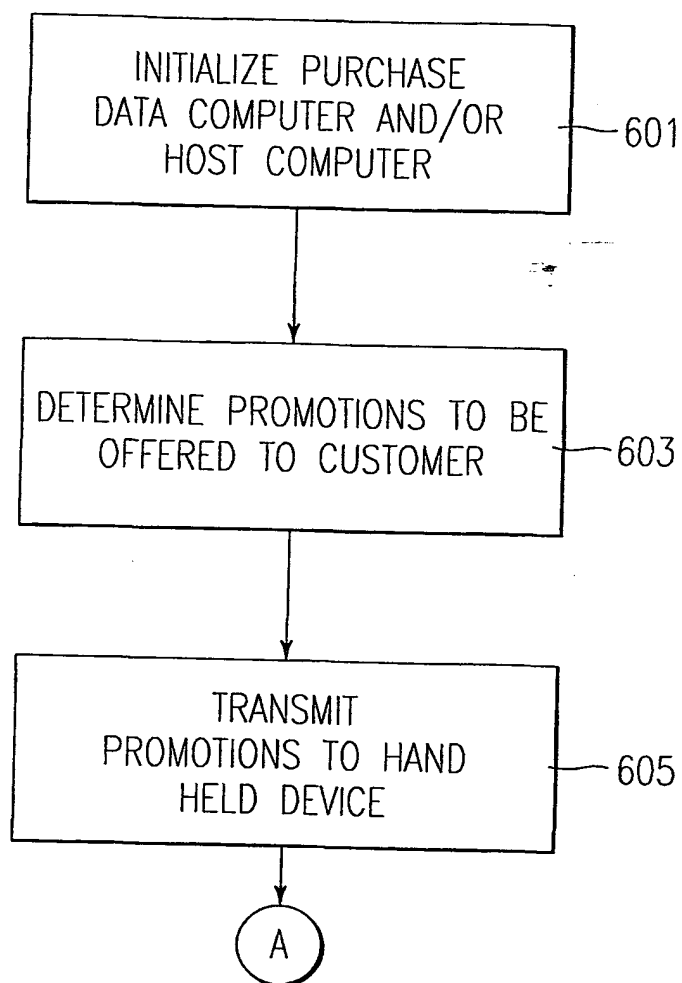 INITIALIZE PURCHASE
DATA COMPUTER AND/OR
HOST COMPUTER
601
DETERMINE PROMOTIONS TO BE
OFFERED TO CUSTOMER
603
TRANSMIT
PROMOTIONS TO HAND
HELD DEVICE
605
A